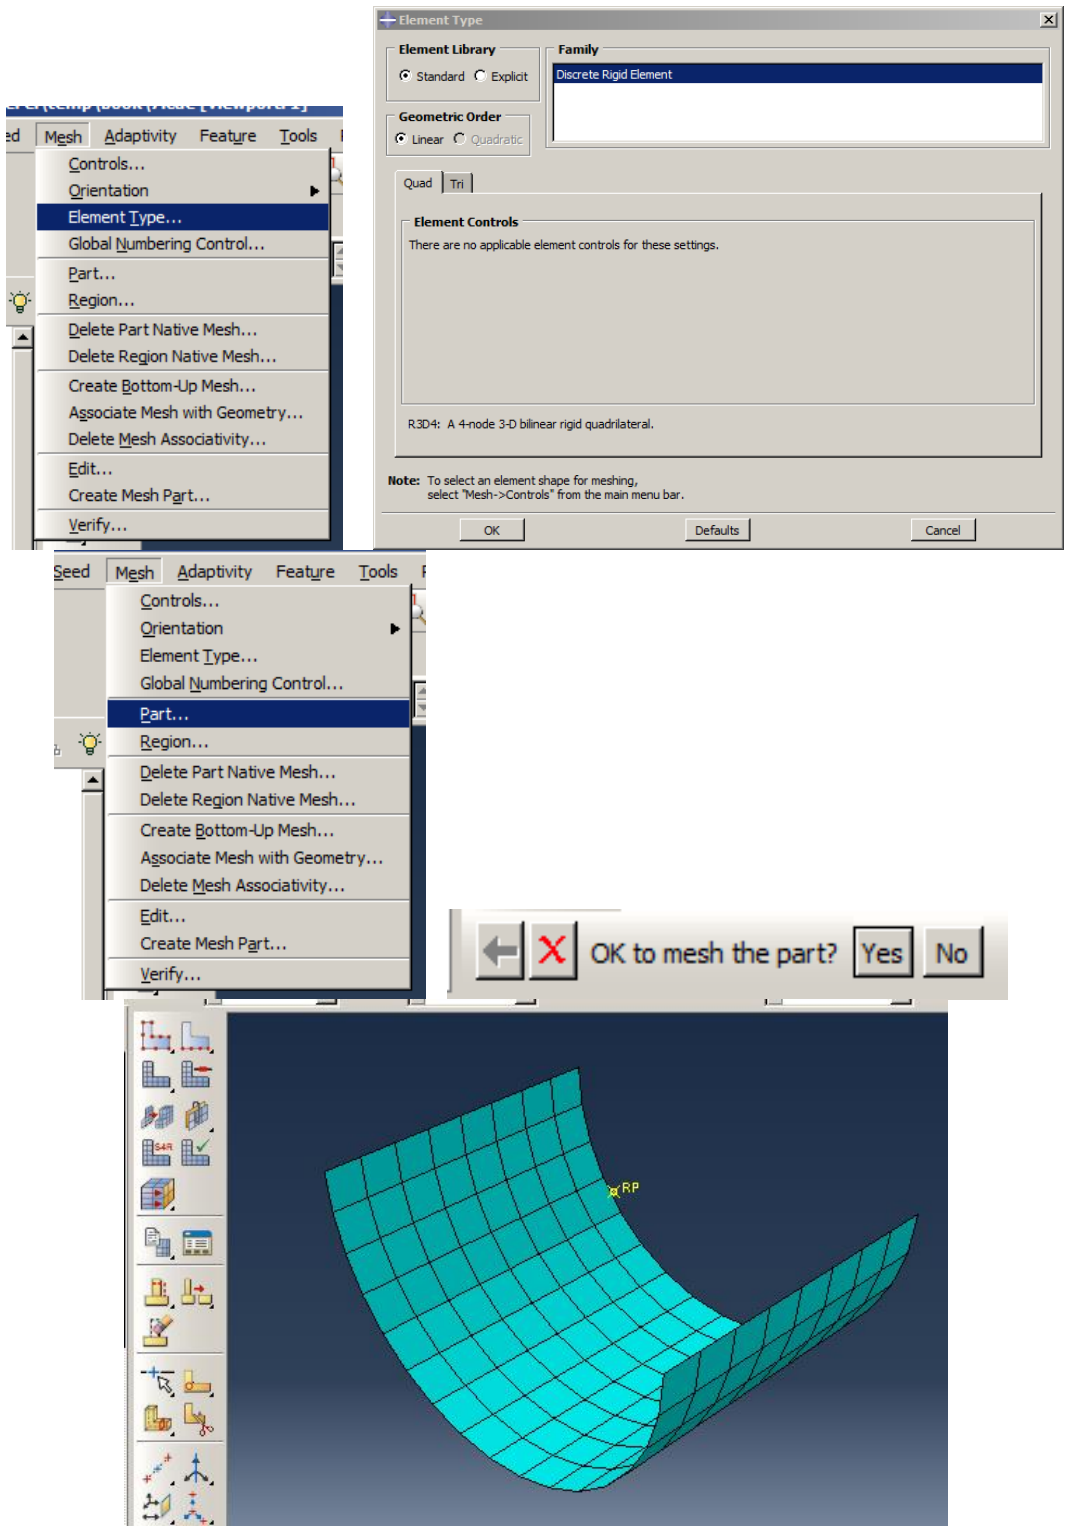 Element Type
Element Library
Standard Explicit
Family
Discrete Rigid Element
Geometric Order
Linear Quadratic
Quad Tri
Element Controls
There are no applicable element controls for these settings.
R3D4: A 4-node 3-D bilinear rigid quadrilateral.
Note: To select an element shape for meshing,
select "Mesh->Controls" from the main menu bar.
OK Defaults Cancel
Mesh Adaptivity Feature Tools
Controls...
Orientation
Element Type...
Global Numbering Control...
Part...
Region...
Delete Part Native Mesh...
Delete Region Native Mesh...
Create Bottom-Up Mesh...
Associate Mesh with Geometry...
Delete Mesh Associativity...
Edit...
Create Mesh Part...
Verify...
Seed Mesh Adaptivity Feature Tools
Controls...
Orientation
Element Type...
Global Numbering Control...
Part...
Region...
Delete Part Native Mesh...
Delete Region Native Mesh...
Create Bottom-Up Mesh...
Associate Mesh with Geometry...
Delete Mesh Associativity...
Edit...
Create Mesh Part...
Verify...
OK to mesh the part? Yes No
S4R
RP